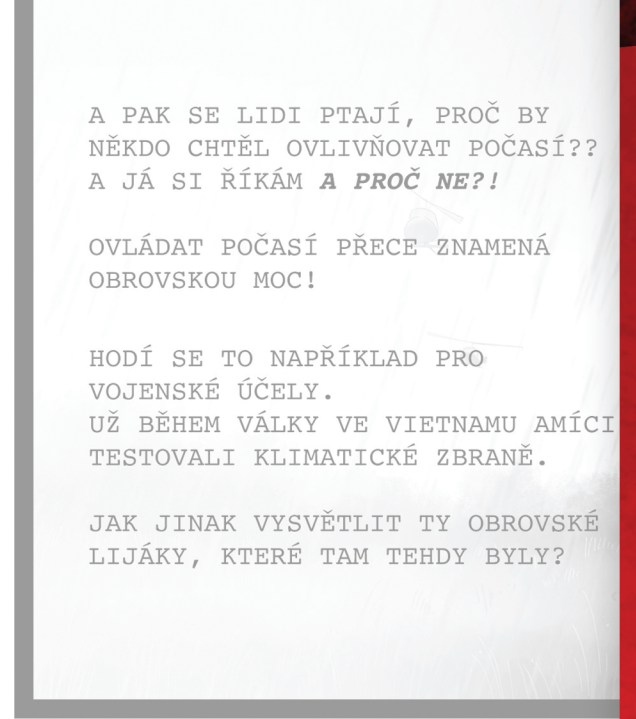 A PAK SE LIDI PTAJÍ, PROČ BY
NĚKDO CHTĚL OVLIVŇOVAT POČASÍ??
A JÁ SI ŘÍKÁM A PROČ NE?!
OVLÁDAT POČASÍ PŘECE ZNAMENÁ
OBROVSKOU MOC!
HODÍ SE TO NAPŘÍKLAD PRO
VOJENSKÉ ÚČELY.
UŽ BĚHEM VÁLKY VE VIETNAMU AMÍCI
TESTOVALI KLIMATICKÉ ZBRANĚ.
JAK JINAK VYSVĚTLIT TY OBROVSKÉ
LIJÁKY, KTERÉ TAM TEHDY BYLY?